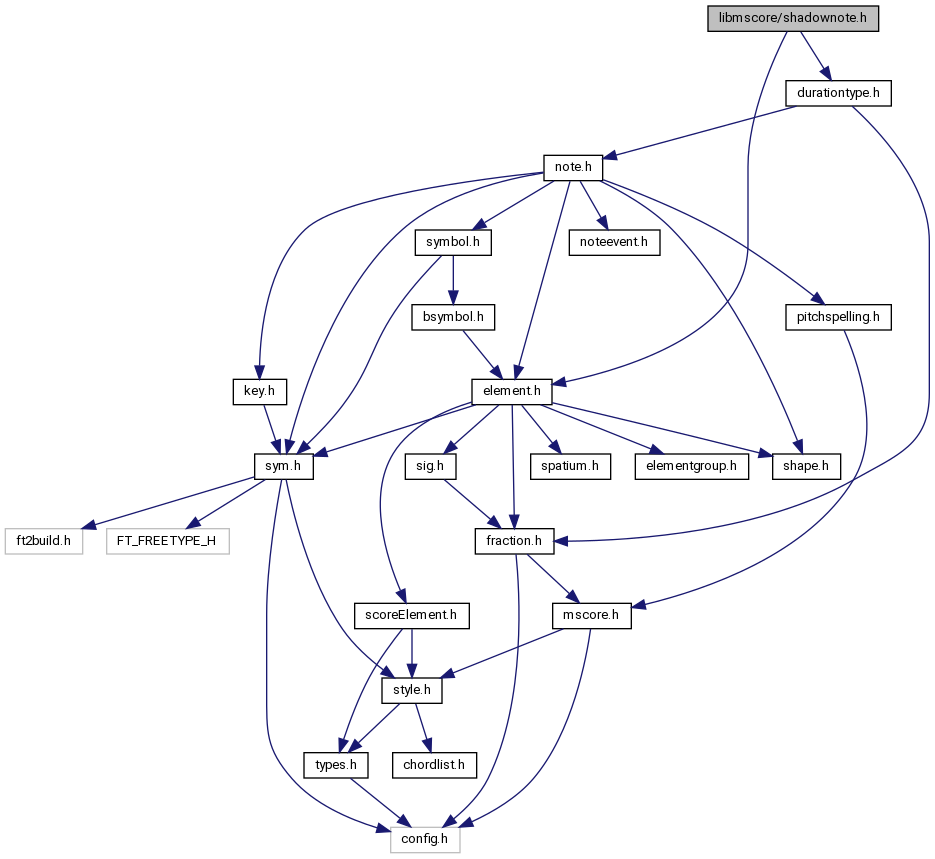 libmscore/shadownote.h
durationtype.h
note.h
symbol.h
noteevent.h
bsymbol.h
pitchspelling.h
key.h
element.h
sym.h
sig.h
spatium.h
elementgroup.h
shape.h
ft2build.h
FT_FREETYPE_H
fraction.h
scoreElement.h
mscore.h
style.h
types.h
chordlist.h
config.h